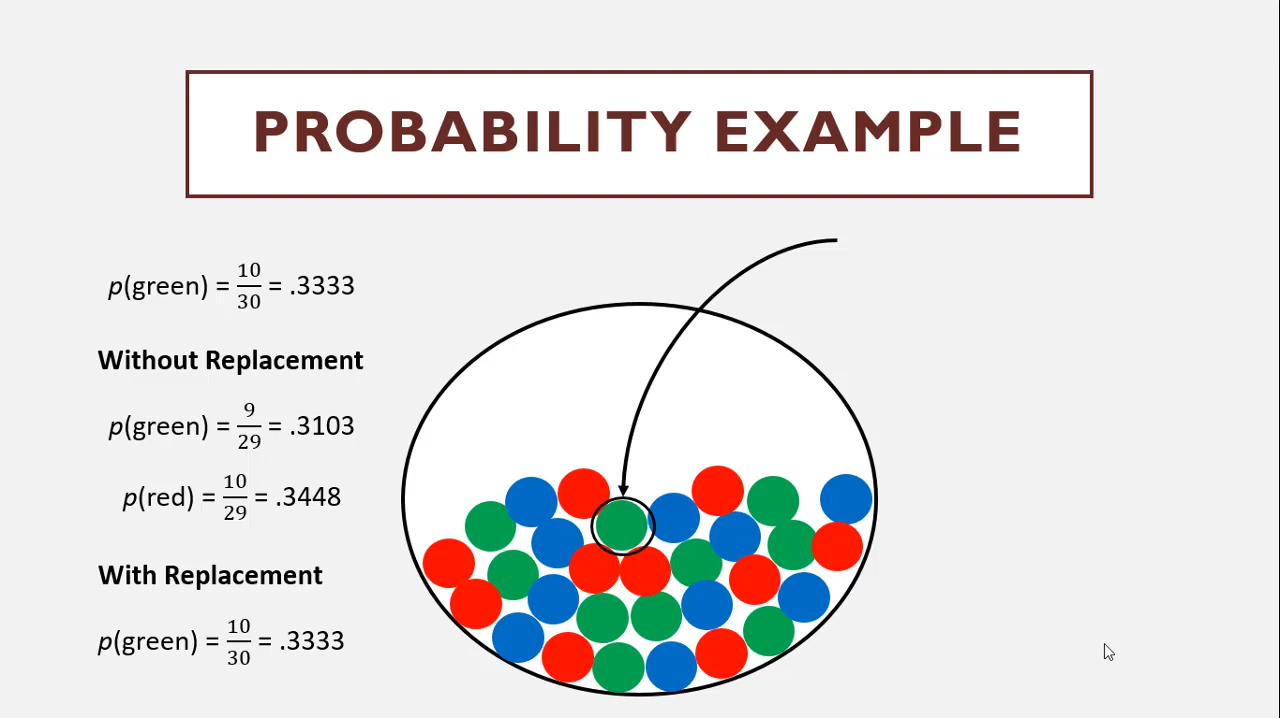 PROBABILITY EXAMPLE
p(green) = 10/30 = .3333
Without Replacement
p(green) = 9/29 = .3103
p(red) = 10/29 = .3448
With Replacement
p(green) = 10/30 = .3333